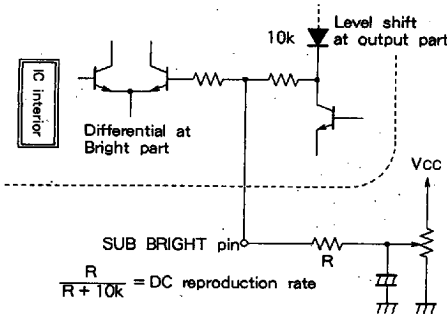 10k
Level shift
at output part
IC interior
Differential at
Bright part
Vcc
SUB BRIGHT pin
R
R
R + 10k
= DC reproduction rate